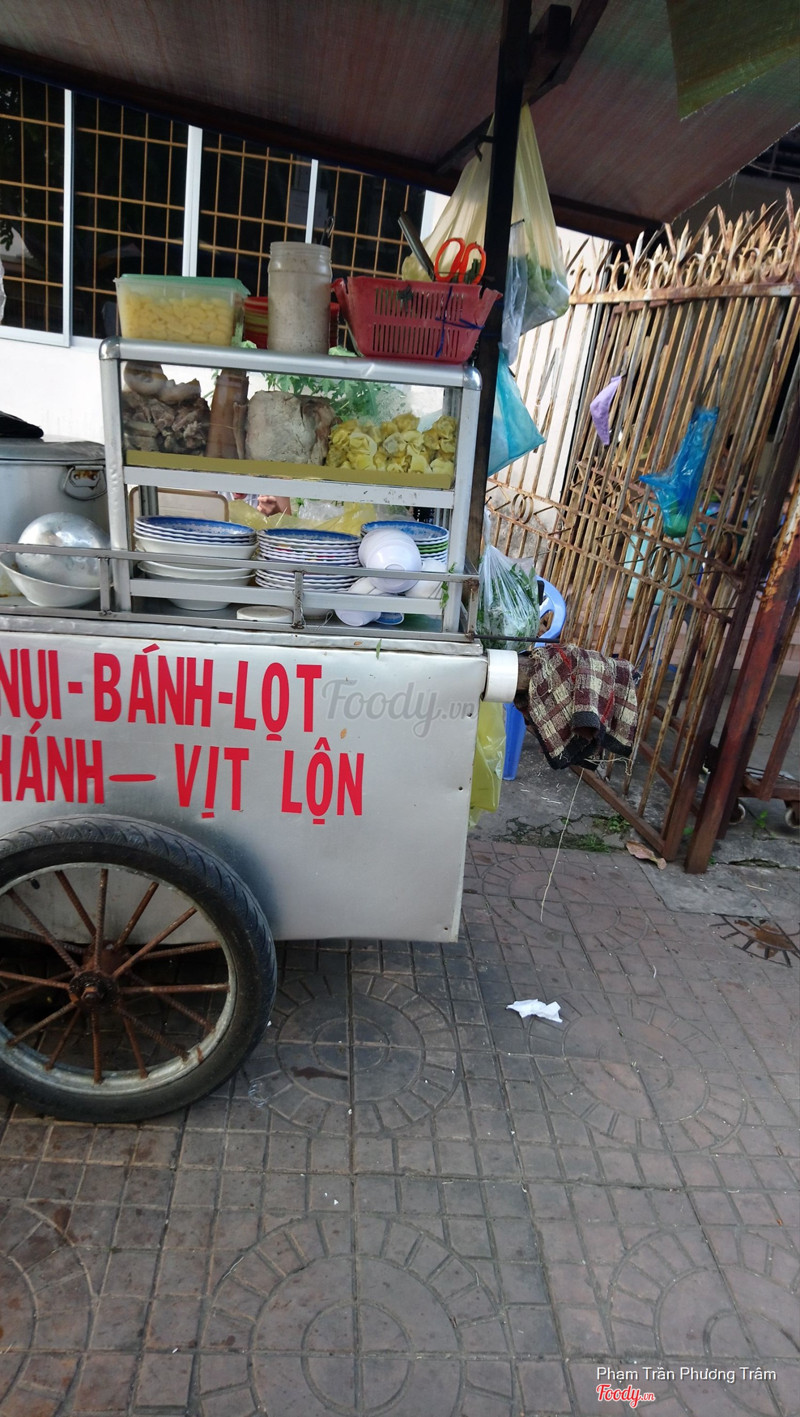 NUI-BÁNH-LỌT
HÁNH-VỊT LỘN
Foody.vn
Phạm Trần Phương Trâm
Foody.vn